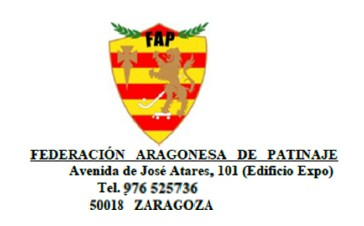 FAP
FEDERACIÓN ARAGONESA DE PATINAJE
Avenida de José Atares, 101 (Edificio Expo)
Tel. 976 525736
50018 ZARAGOZA